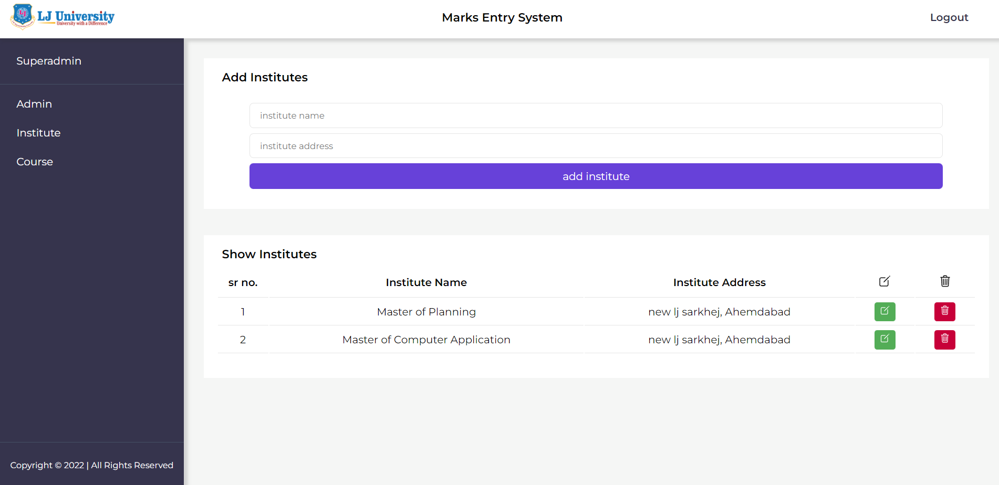 LJ University
University with a Difference
Marks Entry System
Logout
Superadmin
Admin
Institute
Course
Copyright © 2022 | All Rights Reserved
Add Institutes
institute name
institute address
add institute
Show Institutes
sr no. Institute Name Institute Address
1 Master of Planning new lj sarkhej, Ahemdabad
2 Master of Computer Application new lj sarkhej, Ahemdabad